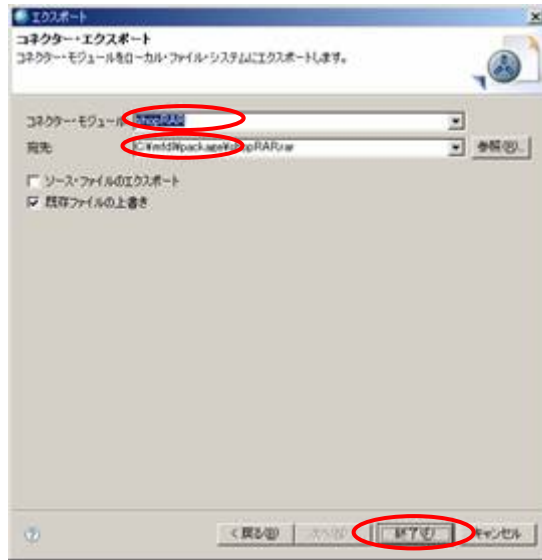 エクスポート
コネクター・エクスポート
コネクター・モジュールをローカル・ファイル・システムにエクスポートします。
コネクター・モジュール shopRAR
宛先 C:¥mfd¥package¥shopRAR.rar 参照(R)...
ソース・ファイルのエクスポート
既存ファイルの上書き
< 戻る(B) 次へ(N) 終了(F) キャンセル